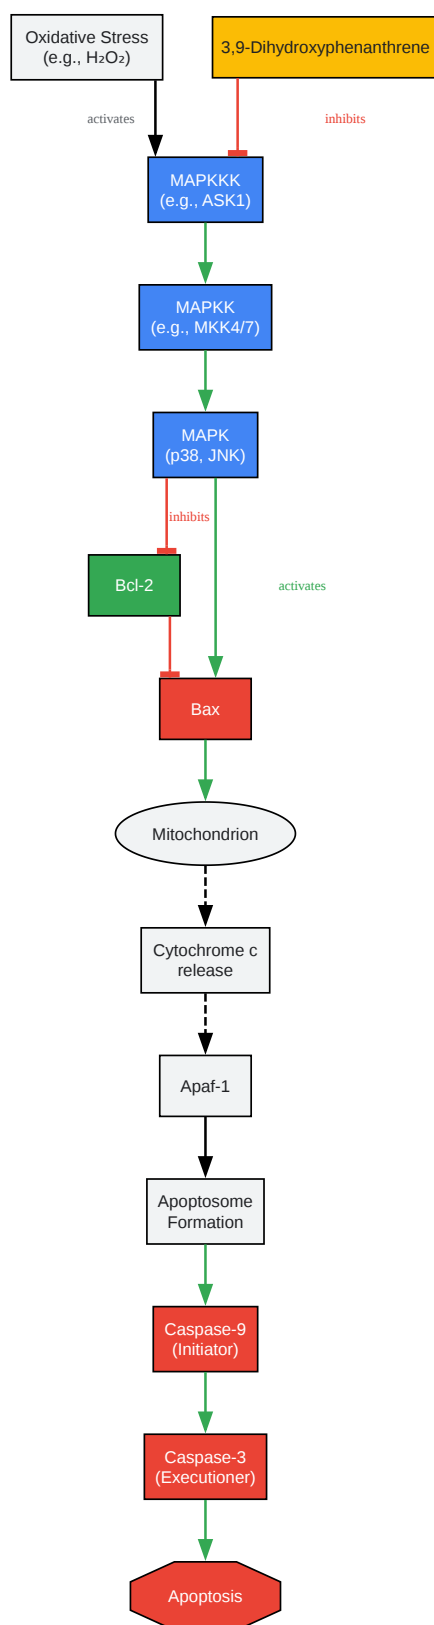 Oxidative Stress
(e.g., H₂O₂)
3,9-Dihydroxyphenanthrene
activates
inhibits
MAPKKK
(e.g., ASK1)
MAPKK
(e.g., MKK4/7)
MAPK
(p38, JNK)
inhibits
Bcl-2
activates
Bax
Mitochondrion
Cytochrome c
release
Apaf-1
Apoptosome
Formation
Caspase-9
(Initiator)
Caspase-3
(Executioner)
Apoptosis